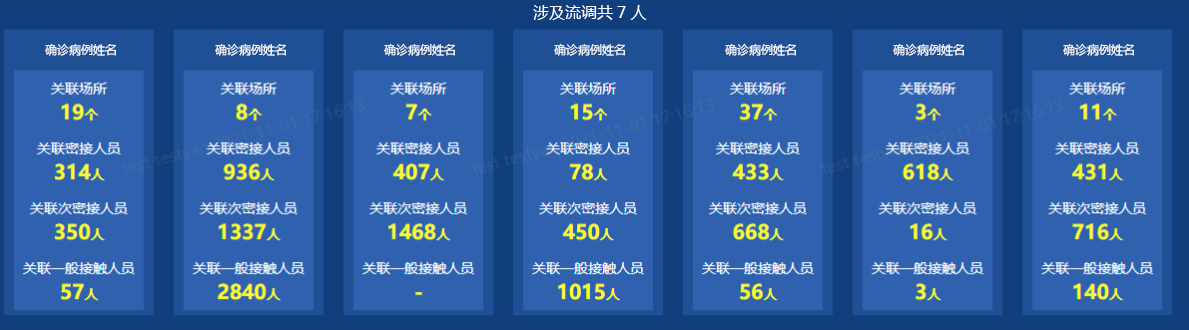 涉及流调共 7 人
确诊病例姓名
关联场所
19个
关联密接人员
314人
关联次密接人员
350人
关联一般接触人员
57人
确诊病例姓名
关联场所
8个
关联密接人员
936人
关联次密接人员
1337人
关联一般接触人员
2840人
确诊病例姓名
关联场所
7个
关联密接人员
407人
关联次密接人员
1468人
关联一般接触人员
-
确诊病例姓名
关联场所
15个
关联密接人员
78人
关联次密接人员
450人
关联一般接触人员
1015人
确诊病例姓名
关联场所
37个
关联密接人员
433人
关联次密接人员
668人
关联一般接触人员
56人
确诊病例姓名
关联场所
3个
关联密接人员
618人
关联次密接人员
16人
关联一般接触人员
3人
确诊病例姓名
关联场所
11个
关联密接人员
431人
关联次密接人员
716人
关联一般接触人员
140人